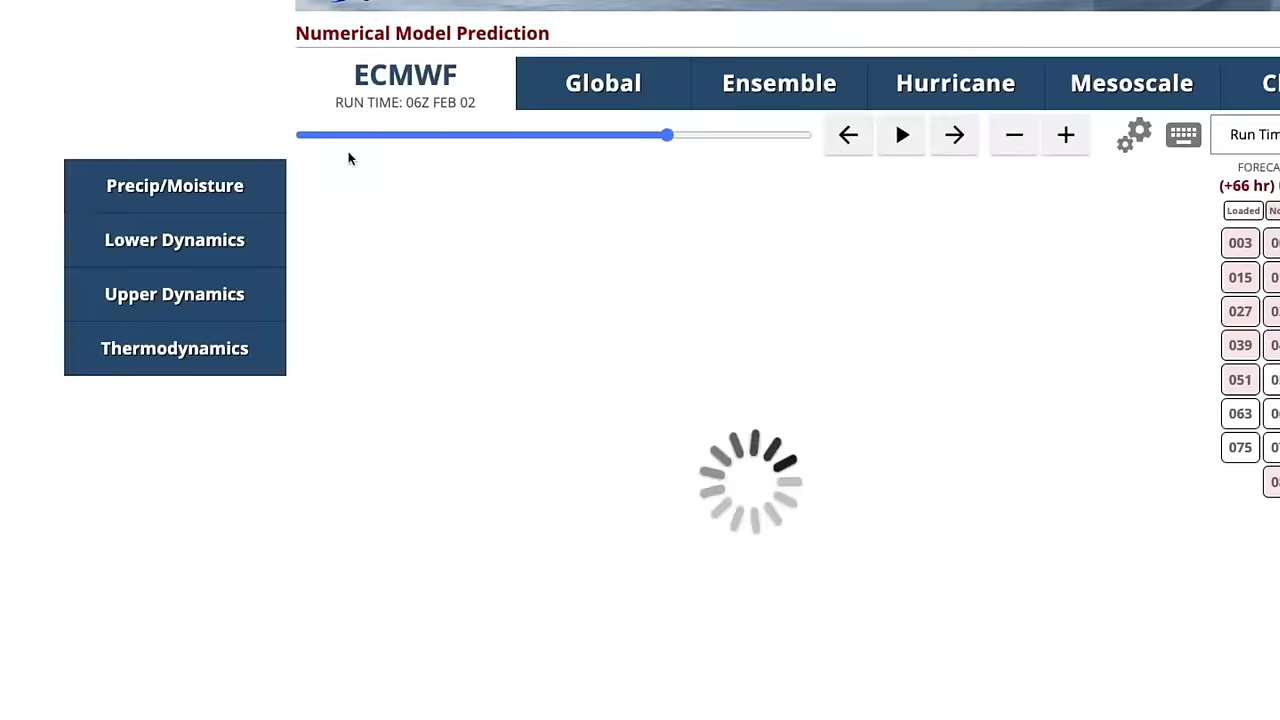 Numerical Model Prediction
ECMWF
RUN TIME: 06Z FEB 02
Global
Ensemble
Hurricane
Mesoscale
Run Tim
FORECA
(+66 hr)
Loaded
Precip/Moisture
Lower Dynamics
Upper Dynamics
Thermodynamics
003
015
027
039
051
063
075